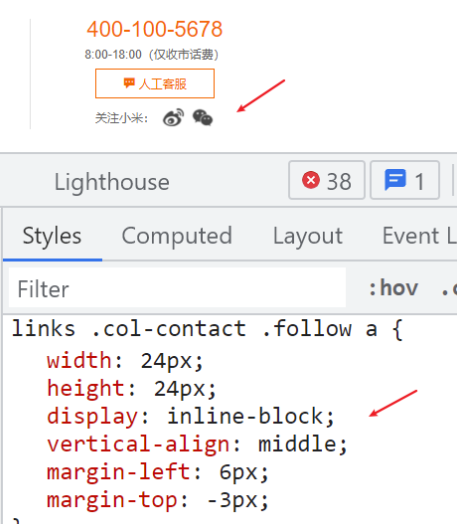 400-100-5678
8:00-18:00（仅收市话费）
人工客服
关注小米：
Lighthouse 38 1
Styles Computed Layout Event L
Filter :hov .c
links .col-contact .follow a {
width: 24px;
height: 24px;
display: inline-block;
vertical-align: middle;
margin-left: 6px;
margin-top: -3px;
}